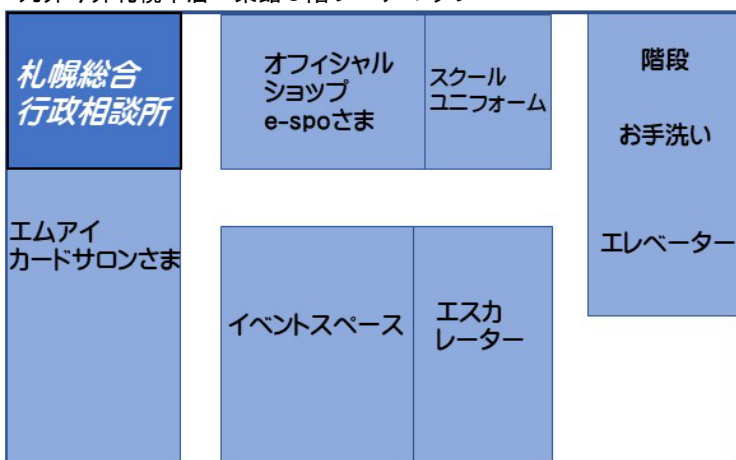 札幌総合
行政相談所
オフィシャル
ショップ
e-spoさま
スクール
ユニフォーム
階段
お手洗い
エレベーター
エムアイ
カードサロンさま
イベントスペース
エスカ
レーター